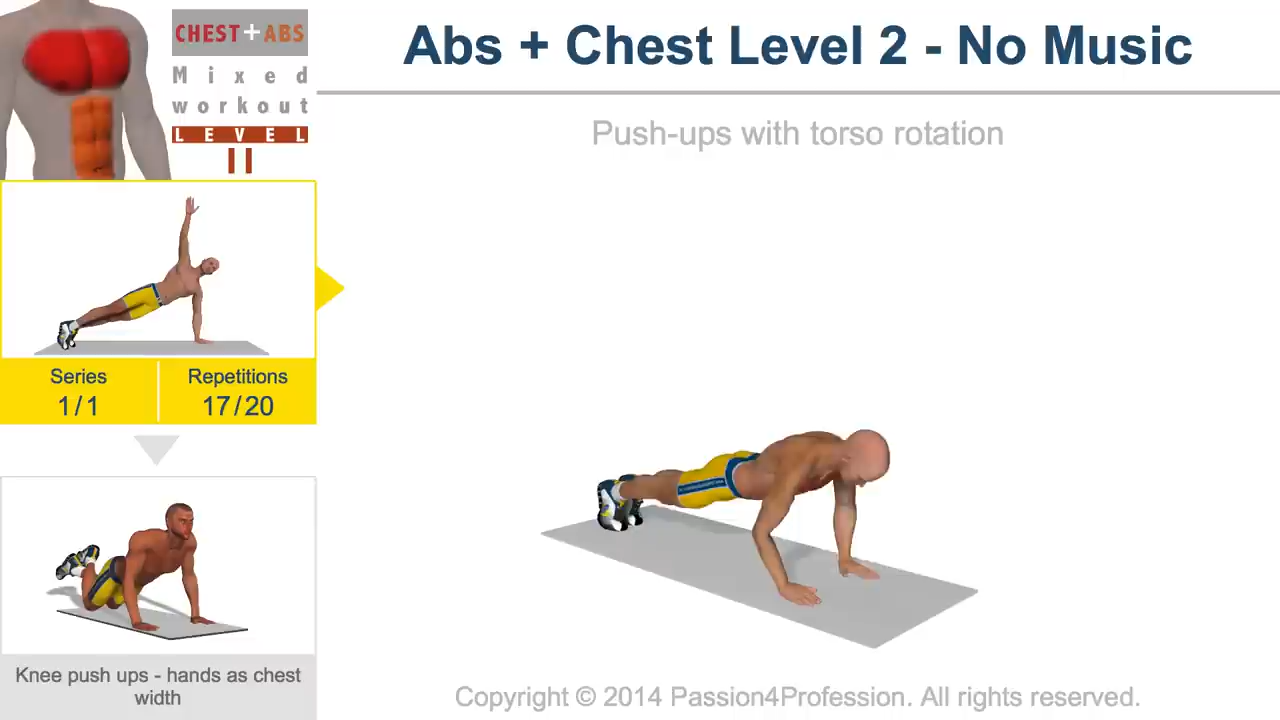 CHEST+ABS
Mixed
workout
LEVEL
II
Abs + Chest Level 2 - No Music
Push-ups with torso rotation
Series
1/1
Repetitions
17/20
Knee push ups - hands as chest
width
Copyright © 2014 Passion4Profession. All rights reserved.